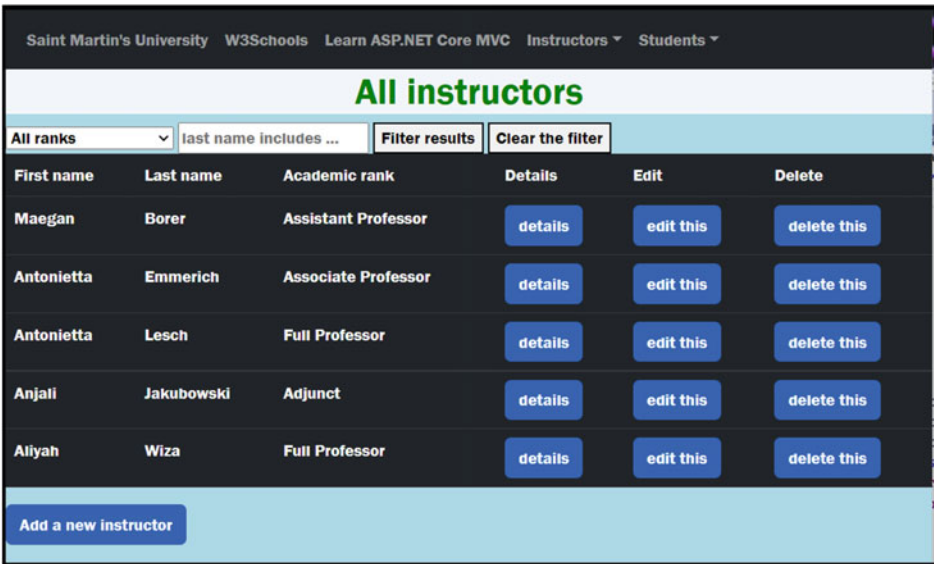 Saint Martin's University W3Schools Learn ASP.NET Core MVC Instructors Students
All instructors
All ranks last name includes ... Filter results Clear the filter
First name Last name Academic rank Details Edit Delete
Maegan Borer Assistant Professor details edit this delete this
Antonietta Emmerich Associate Professor details edit this delete this
Antonietta Lesch Full Professor details edit this delete this
Anjali Jakubowski Adjunct details edit this delete this
Aliyah Wiza Full Professor details edit this delete this
Add a new instructor